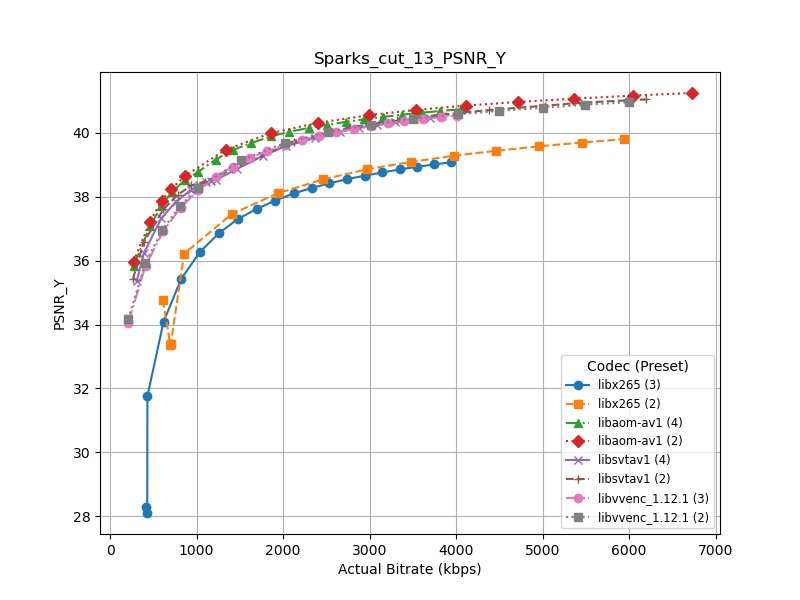 Sparks_cut_13_PSNR_Y
PSNR_Y
40
38
36
34
32
30
28
0 1000 2000 3000 4000 5000 6000 7000
Actual Bitrate (kbps)
Codec (Preset)
libx265 (3)
libx265 (2)
libaom-av1 (4)
libaom-av1 (2)
libsvtav1 (4)
libsvtav1 (2)
libvvenc_1.12.1 (3)
libvvenc_1.12.1 (2)